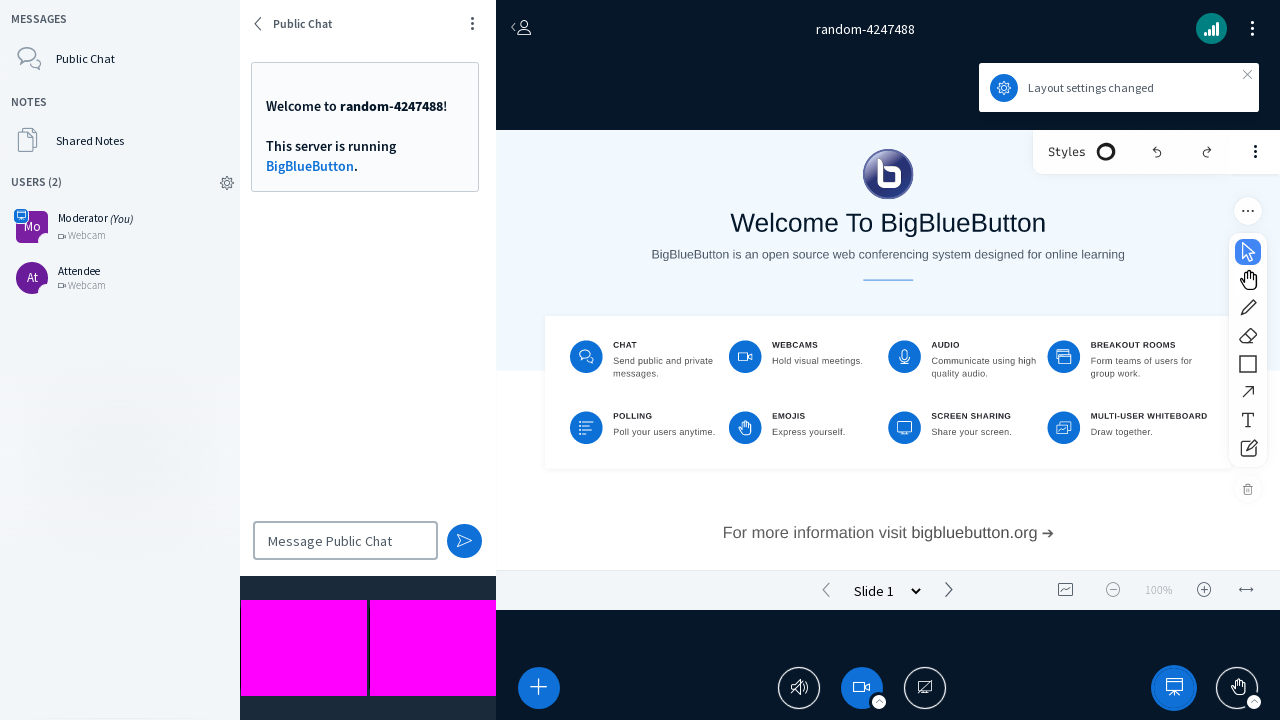 MESSAGES
Public Chat
NOTES
Shared Notes
USERS (2)
Mo
Moderator (You)
Webcam
At
Attendee
Webcam
Public Chat
Welcome to random-4247488!
This server is running
BigBlueButton.
Message Public Chat
random-4247488
Layout settings changed
Styles
Welcome To BigBlueButton
BigBlueButton is an open source web conferencing system designed for online learning
CHAT
Send public and private
messages.
WEBCAMS
Hold visual meetings.
AUDIO
Communicate using high
quality audio.
BREAKOUT ROOMS
Form teams of users for
group work.
POLLING
Poll your users anytime.
EMOJIS
Express yourself.
SCREEN SHARING
Share your screen.
MULTI-USER WHITEBOARD
Draw together.
For more information visit bigbluebutton.org →
Slide 1
100%